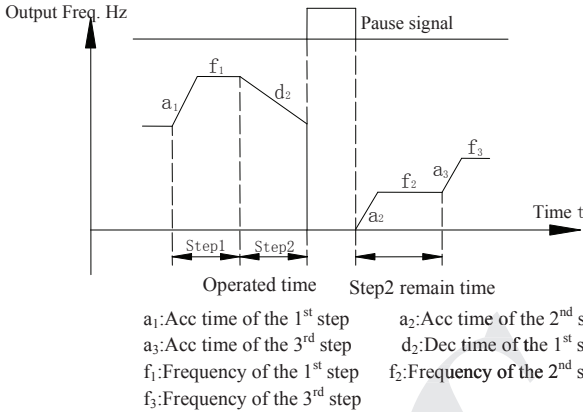 Output Freq. Hz
Pause signal
f₁
a₁
d₂
f₃
a₃
f₂
a₂
Time t
Step1 Step2
Operated time Step2 remain time
a₁:Acc time of the 1ˢᵗ step a₂:Acc time of the 2ⁿᵈ s
a₃:Acc time of the 3ʳᵈ step d₂:Dec time of the 1ˢᵗ s
f₁:Frequency of the 1ˢᵗ step f₂:Frequency of the 2ⁿᵈ s
f₃:Frequency of the 3ʳᵈ step